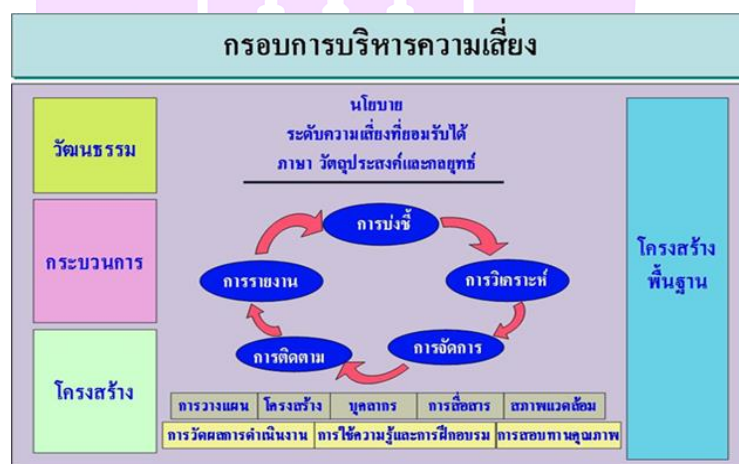 กรอบการบริหารความเสี่ยง
วัฒนธรรม
กระบวนการ
โครงสร้าง
นโยบาย
ระดับความเสี่ยงที่ยอมรับได้
ภาษา วัตถุประสงค์และกลยุทธ์
การบ่งชี้
การวิเคราะห์
การจัดการ
การติดตาม
การรายงาน
โครงสร้าง
พื้นฐาน
การวางแผน โครงสร้าง บุคลากร การสื่อสาร สภาพแวดล้อม
การวัดผลการดำเนินงาน การใช้ความรู้และการฝึกอบรม การสอบทานคุณภาพ